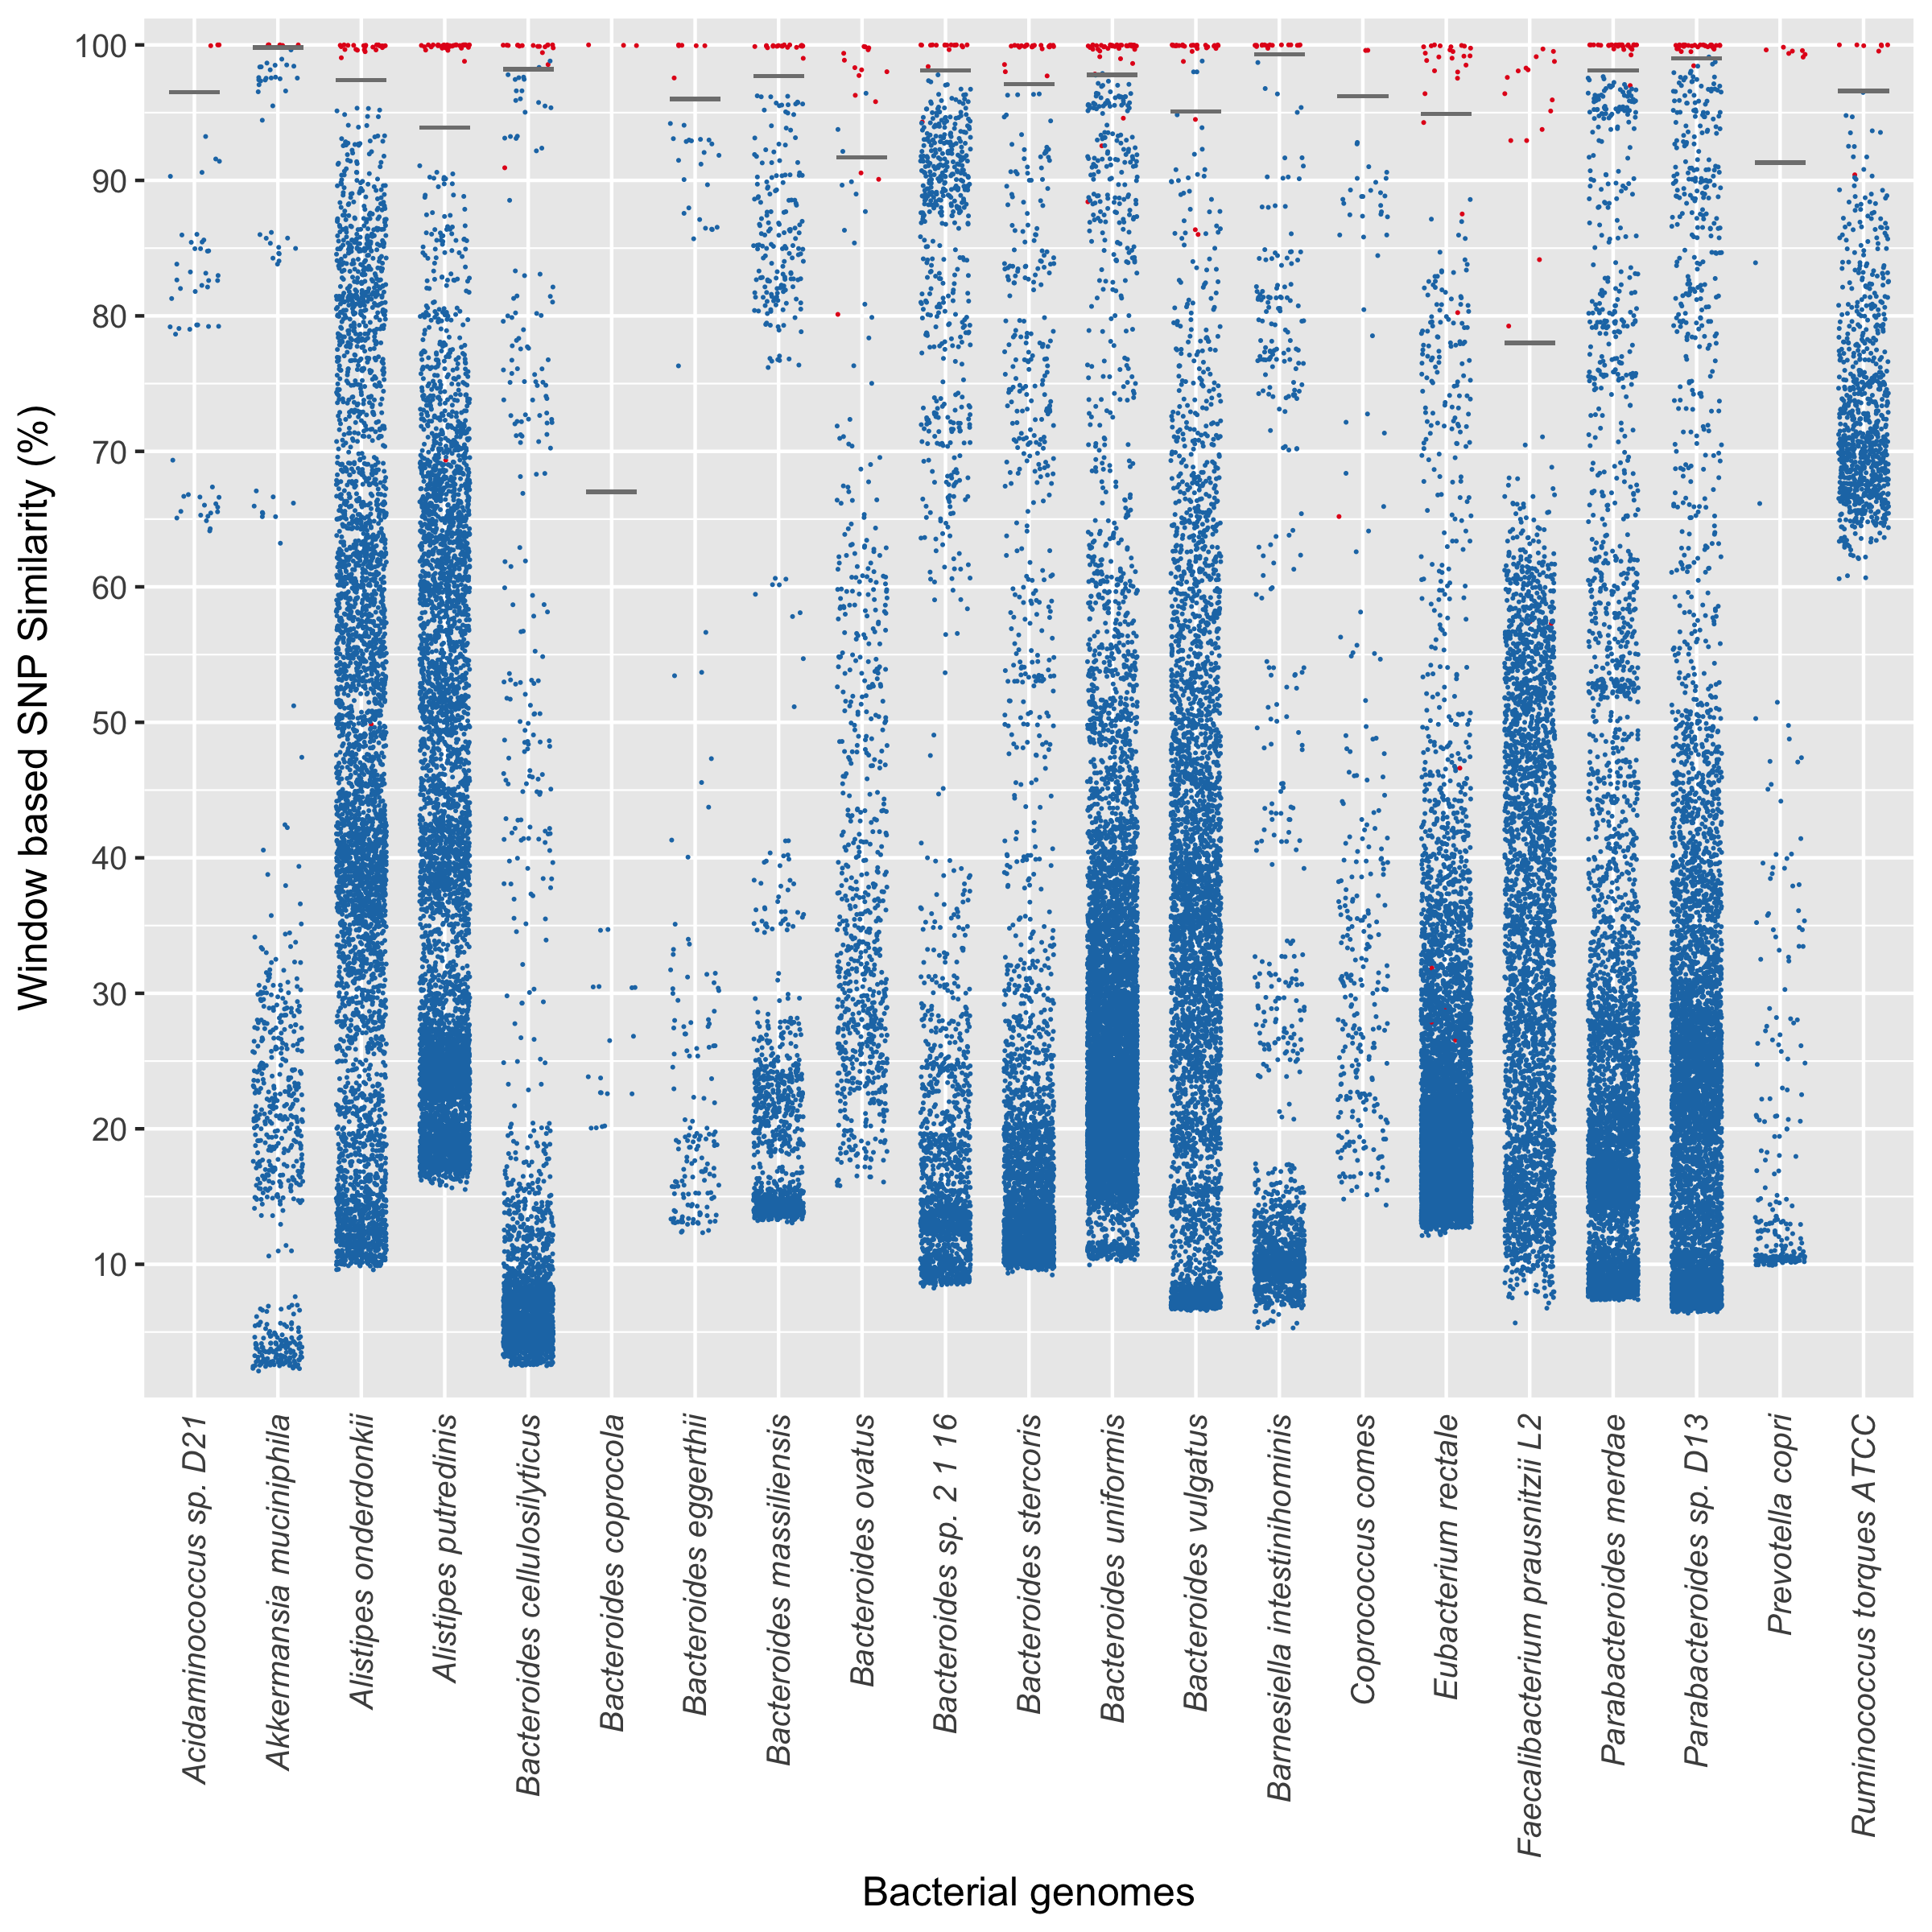 Window based SNP Similarity (%)
100
90
80
70
60
50
40
30
20
10
Acidaminococcus sp. D21
Akkermansia muciniphila
Alistipes onderdonkii
Alistipes putredinis
Bacteroides cellulosilyticus
Bacteroides coprocola
Bacteroides eggerthii
Bacteroides massiliensis
Bacteroides ovatus
Bacteroides sp. 2 1 16
Bacteroides stercoris
Bacteroides uniformis
Bacteroides vulgatus
Barnesiella intestinihominis
Coprococcus comes
Eubacterium rectale
Faecalibacterium prausnitzii L2
Parabacteroides merdae
Parabacteroides sp. D13
Prevotella copri
Ruminococcus torques ATCC
Bacterial genomes